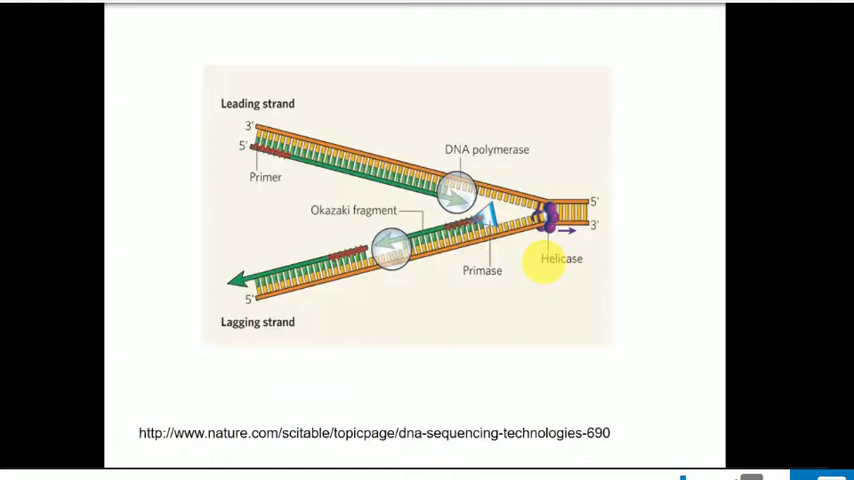 Leading strand
3'
5'
DNA polymerase
Primer
5'
3'
Okazaki fragment
Helicase
Primase
5'
Lagging strand
http://www.nature.com/scitable/topicpage/dna-sequencing-technologies-690